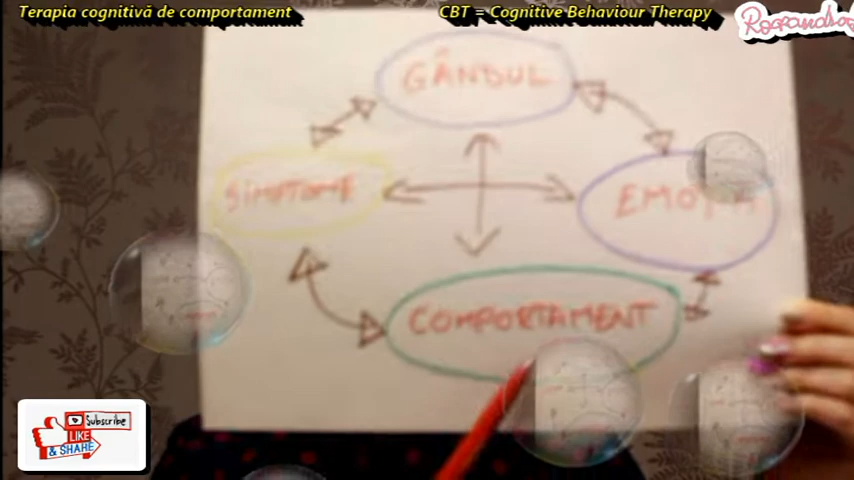 Terapia cognitivă de comportament
CBT = Cognitive Behaviour Therapy
GÂNDUL
SIMPTOME
COMPORTAMENT
Subscribe
LIKE
& SHARE